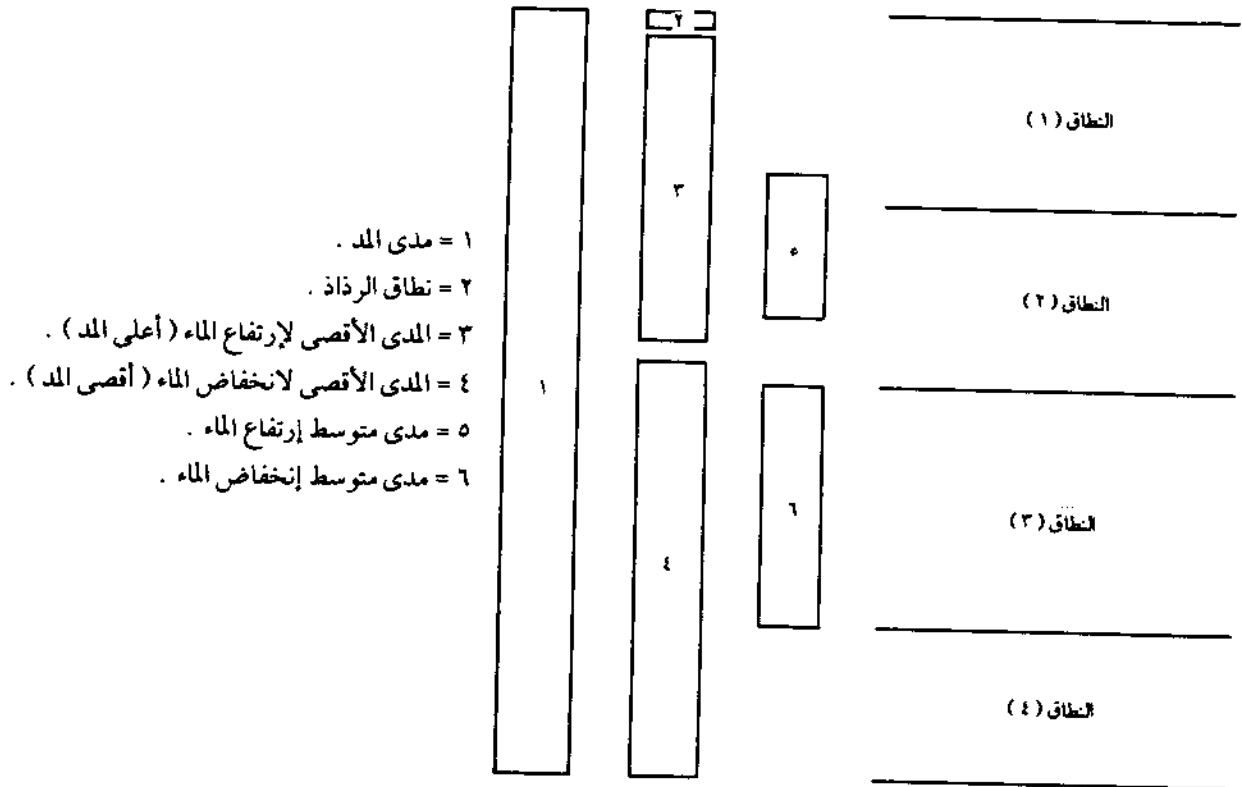 ٢
النطاق ( ١ )
٣
١ = مدى المد .
٥
٢ = نطاق الرذاذ .
النطاق ( ٢ )
٣ = المدى الأقصى لإرتفاع الماء ( أعلى المد ) .
٤ = المدى الأقصى لانخفاض الماء ( أقصى المد ) .
١
٥ = مدى متوسط إرتفاع الماء .
٦ = مدى متوسط إنخفاض الماء .
٦
النطاق ( ٣ )
٤
النطاق ( ٤ )